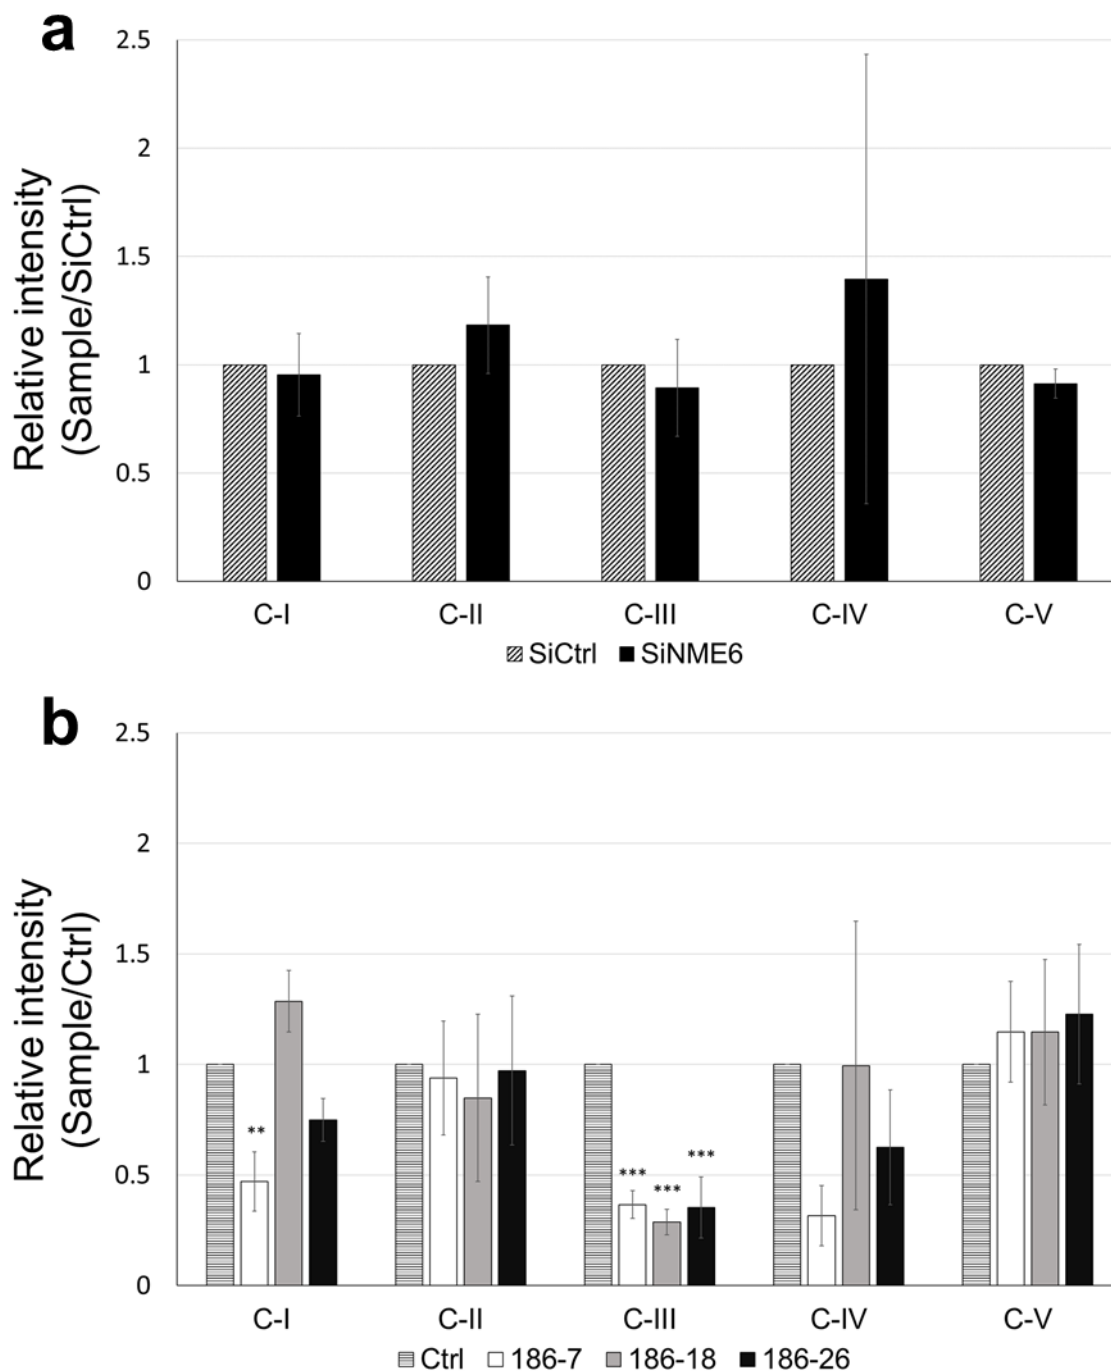 a
Relative intensity
(Sample/SiCtrl)
2.5
2
1.5
1
0.5
0
C-I C-II C-III C-IV C-V
SiCtrl SiNME6
b
Relative intensity
(Sample/Ctrl)
2.5
2
1.5
1
0.5
0
**
*** *** ***
C-I C-II C-III C-IV C-V
Ctrl 186-7 186-18 186-26